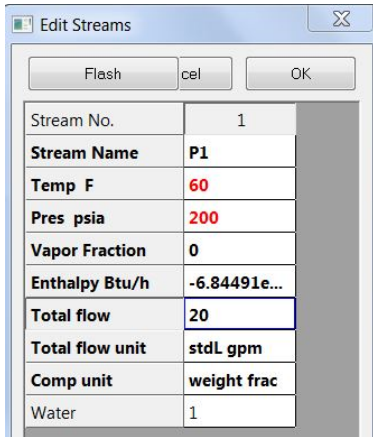 Edit Streams
Flash cel OK
Stream No. 1
Stream Name P1
Temp F 60
Pres psia 200
Vapor Fraction 0
Enthalpy Btu/h -6.84491e...
Total flow 20
Total flow unit stdL gpm
Comp unit weight frac
Water 1